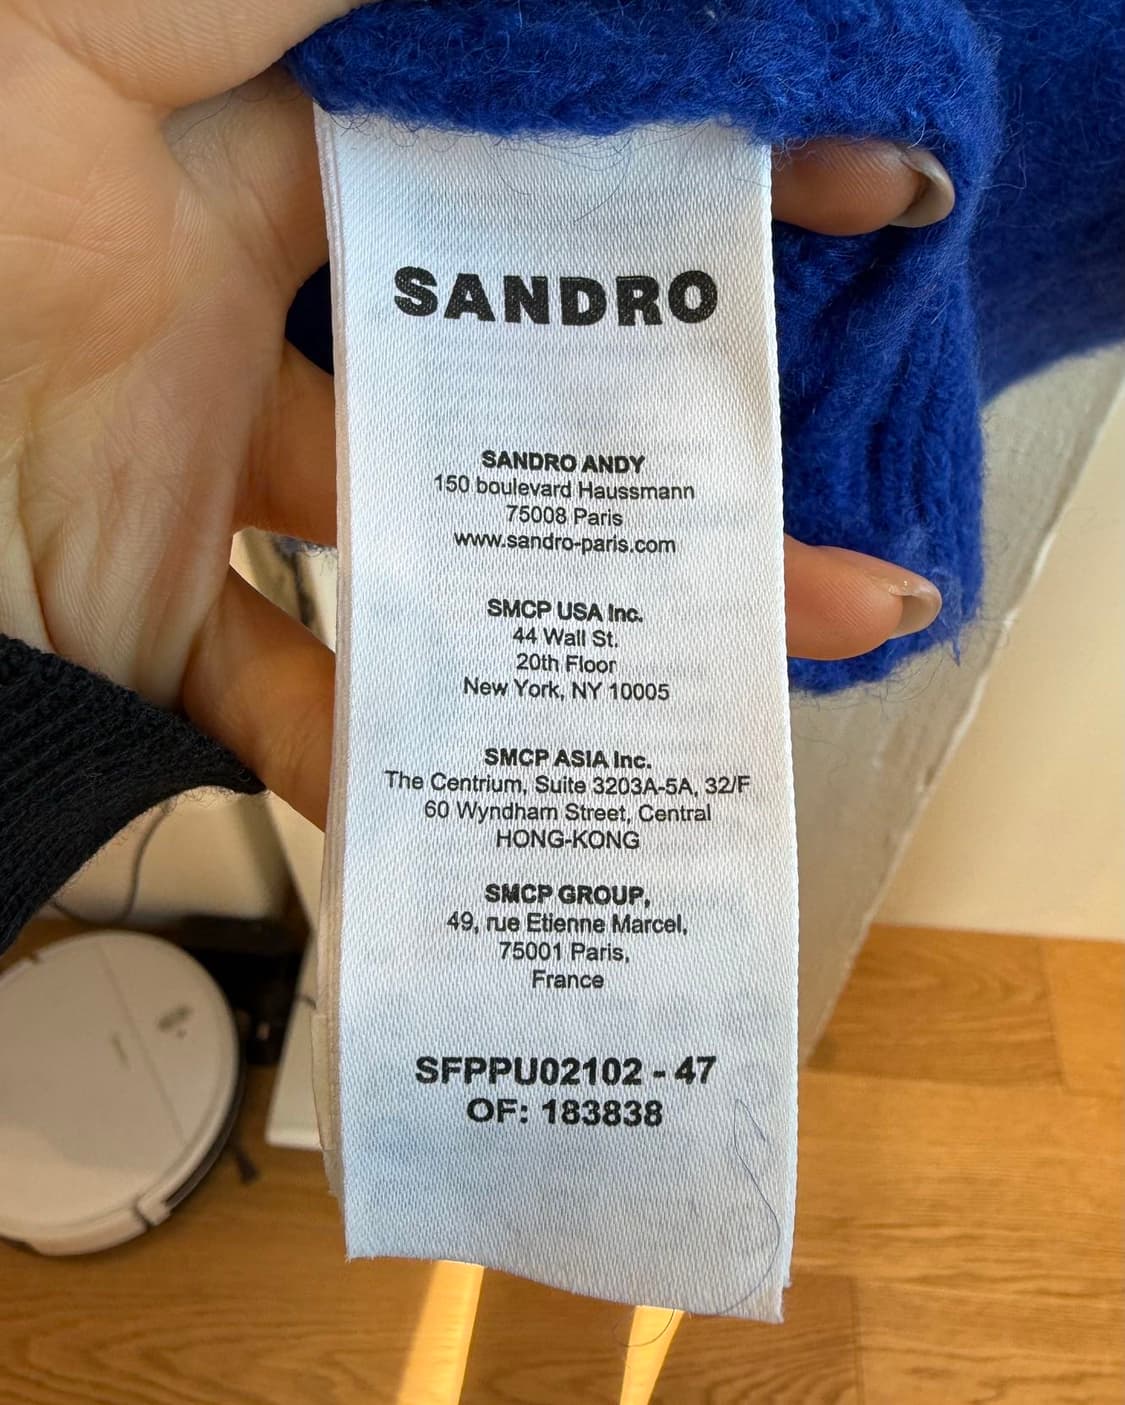 SANDRO
SANDRO ANDY
150 boulevard Haussmann
75008 Paris
www.sandro-paris.com
SMCP USA Inc.
44 Wall St.
20th Floor
New York, NY 10005
SMCP ASIA Inc.
The Centrium, Suite 3203A-5A, 32/F
60 Wyndham Street, Central
HONG-KONG
SMCP GROUP,
49, rue Etienne Marcel,
75001 Paris,
France
SFPPU02102 - 47
OF: 183838